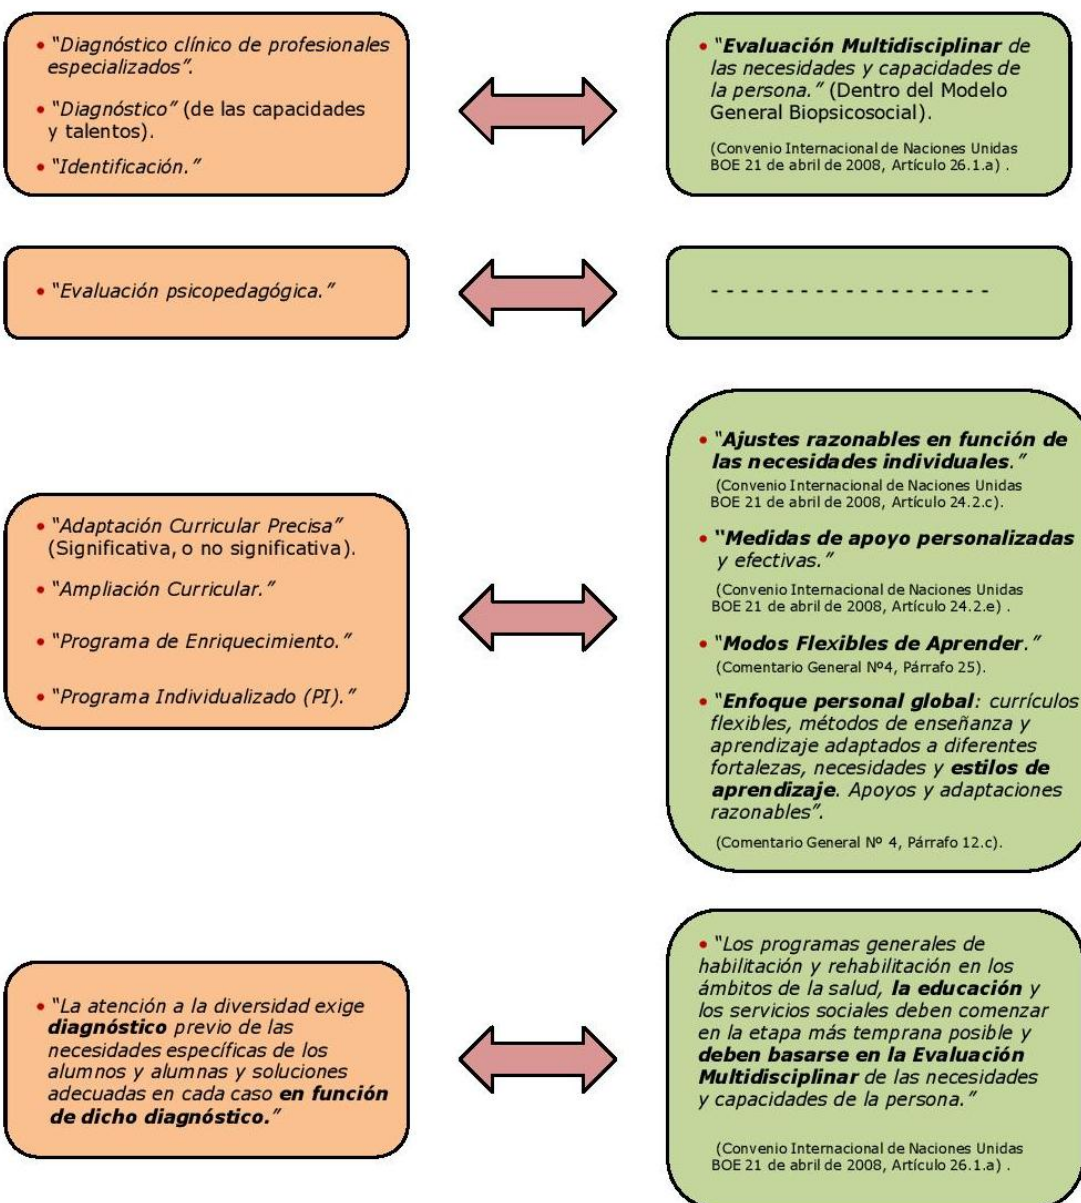 • “Diagnóstico clínico de profesionales
especializados”.
• “Diagnóstico” (de las capacidades
y talentos).
• “Identificación.”
• “Evaluación Multidisciplinar de
las necesidades y capacidades de
la persona.” (Dentro del Modelo
General Biopsicosocial).
(Convenio Internacional de Naciones Unidas
BOE 21 de abril de 2008, Artículo 26.1.a) .
• “Evaluación psicopedagógica.”
- - - - - - - - - - - - - - - - - - -
• “Adaptación Curricular Precisa”
(Significativa, o no significativa).
• “Ampliación Curricular.”
• “Programa de Enriquecimiento.”
• “Programa Individualizado (PI).”
• “Ajustes razonables en función de
las necesidades individuales.”
(Convenio Internacional de Naciones Unidas
BOE 21 de abril de 2008, Artículo 24.2.c).
• “Medidas de apoyo personalizadas
y efectivas.”
(Convenio Internacional de Naciones Unidas
BOE 21 de abril de 2008, Artículo 24.2.e) .
• “Modos Flexibles de Aprender.”
(Comentario General Nº4, Párrafo 25).
• “Enfoque personal global: currículos
flexibles, métodos de enseñanza y
aprendizaje adaptados a diferentes
fortalezas, necesidades y estilos de
aprendizaje. Apoyos y adaptaciones
razonables”.
(Comentario General Nº 4, Párrafo 12.c).
• “La atención a la diversidad exige
diagnóstico previo de las
necesidades específicas de los
alumnos y alumnas y soluciones
adecuadas en cada caso en función
de dicho diagnóstico.”
• “Los programas generales de
habilitación y rehabilitación en los
ámbitos de la salud, la educación y
los servicios sociales deben comenzar
en la etapa más temprana posible y
deben basarse en la Evaluación
Multidisciplinar de las necesidades
y capacidades de la persona.”
(Convenio Internacional de Naciones Unidas
BOE 21 de abril de 2008, Artículo 26.1.a) .